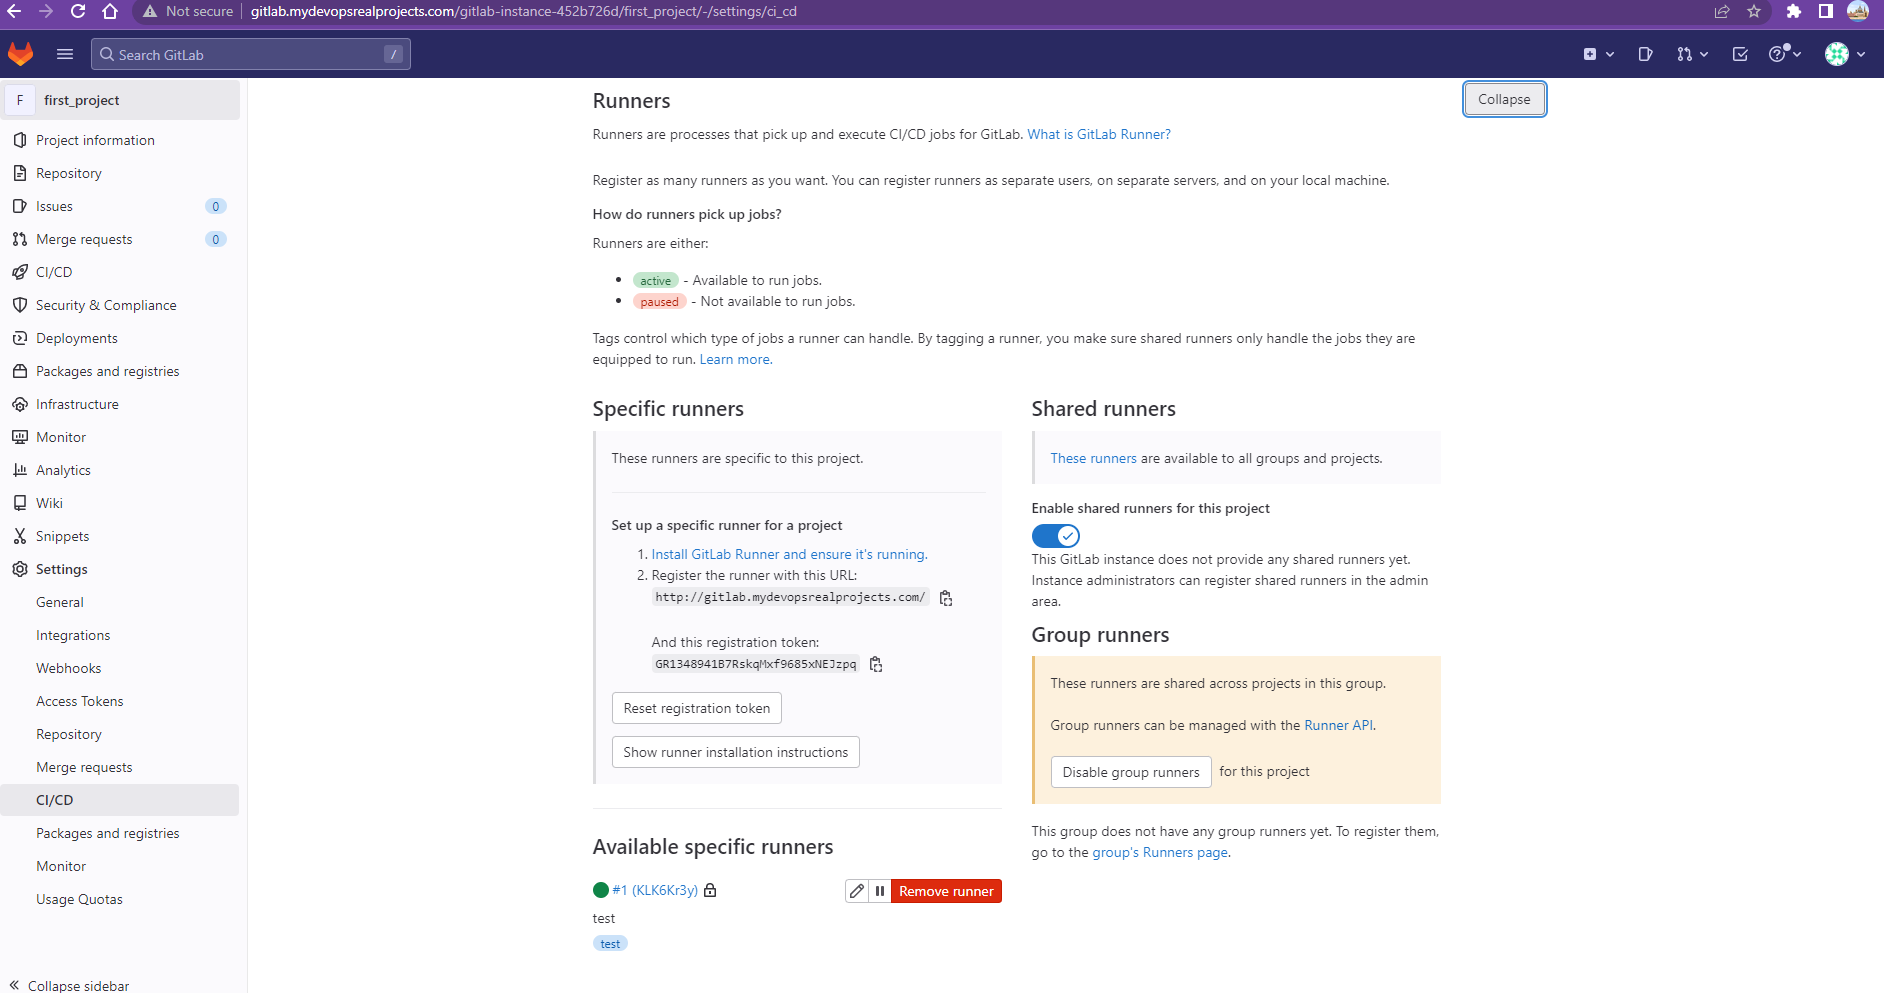 Not secure | gitlab.mydevopsrealprojects.com/gitlab-instance-452b726d/first_project/-/settings/ci_cd
Search GitLab /
F first_project
Project information
Repository
Issues 0
Merge requests 0
CI/CD
Security & Compliance
Deployments
Packages and registries
Infrastructure
Monitor
Analytics
Wiki
Snippets
Settings
General
Integrations
Webhooks
Access Tokens
Repository
Merge requests
CI/CD
Packages and registries
Monitor
Usage Quotas
Collapse sidebar
Runners
Collapse
Runners are processes that pick up and execute CI/CD jobs for GitLab. What is GitLab Runner?
Register as many runners as you want. You can register runners as separate users, on separate servers, and on your local machine.
How do runners pick up jobs?
Runners are either:
active - Available to run jobs.
paused - Not available to run jobs.
Tags control which type of jobs a runner can handle. By tagging a runner, you make sure shared runners only handle the jobs they are
equipped to run. Learn more.
Specific runners
These runners are specific to this project.
Set up a specific runner for a project
1. Install GitLab Runner and ensure it's running.
2. Register the runner with this URL:
http://gitlab.mydevopsrealprojects.com/
And this registration token:
GR1348941B7RskqMxf9685xNEJzpq
Reset registration token
Show runner installation instructions
Available specific runners
#1 (KLK6Kr3y)
Remove runner
test
test
Shared runners
These runners are available to all groups and projects.
Enable shared runners for this project
This GitLab instance does not provide any shared runners yet.
Instance administrators can register shared runners in the admin
area.
Group runners
These runners are shared across projects in this group.
Group runners can be managed with the Runner API.
Disable group runners for this project
This group does not have any group runners yet. To register them,
go to the group's Runners page.